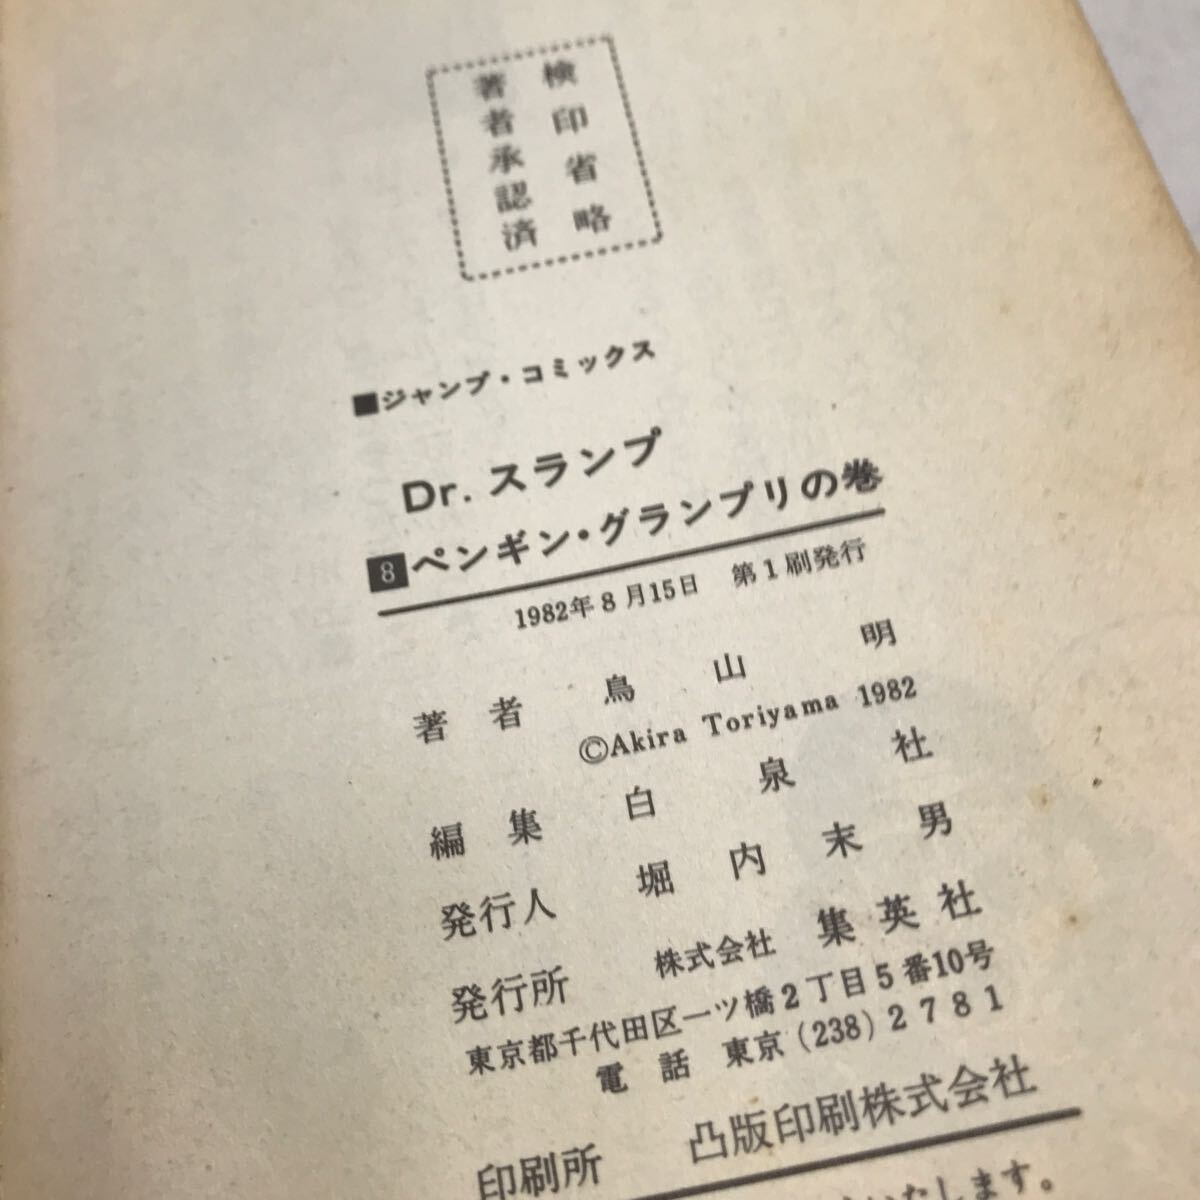 検印省略
著者承認済
■ジャンプ・コミックス
Dr. スランプ
8 ペンギン・グランプリの巻
1982年8月15日 第1刷発行
著者 鳥山明
©Akira Toriyama 1982
編集 白泉社
発行人 堀内末男
発行所 株式会社 集英社
東京都千代田区一ツ橋2丁目5番10号
電話 東京(238)2781
印刷所 凸版印刷株式会社
いたします。